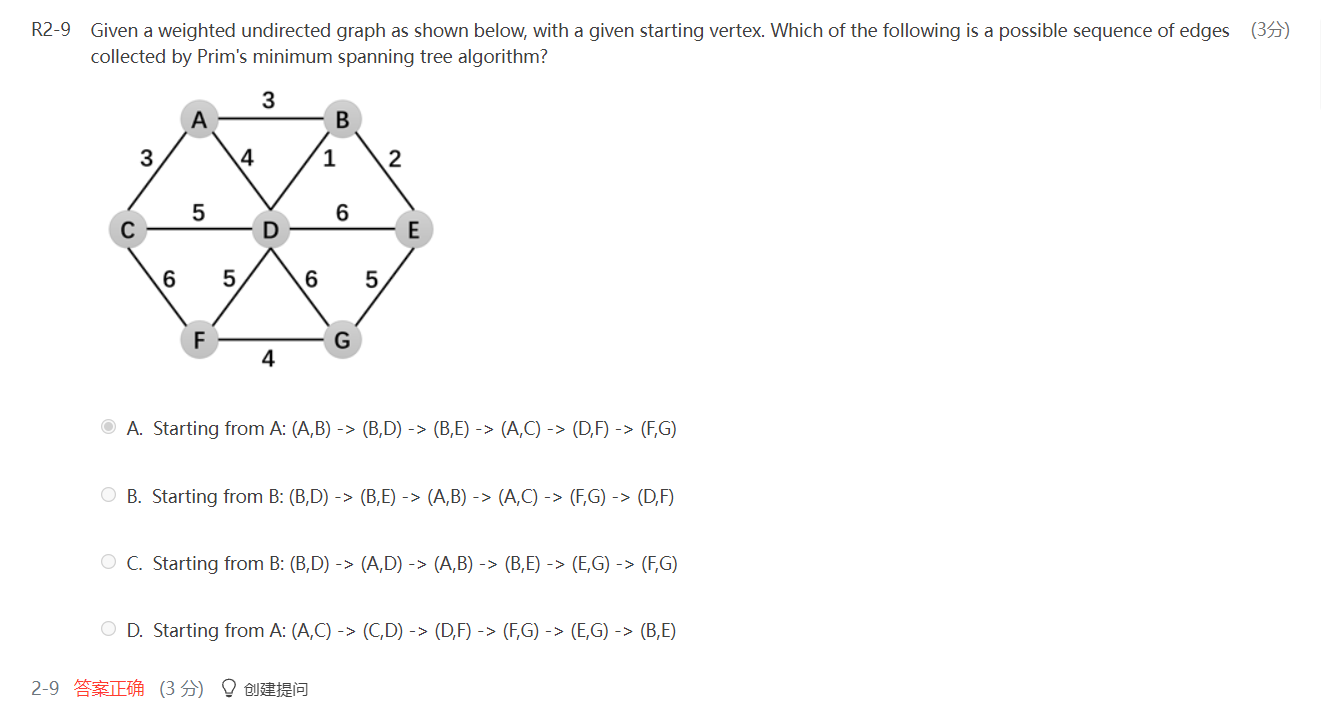 R2-9 Given a weighted undirected graph as shown below, with a given starting vertex. Which of the following is a possible sequence of edges (3分)
collected by Prim's minimum spanning tree algorithm?
3
A B
3 4 1 2
5 6
C D E
6 5 6 5
F G
4
A. Starting from A: (A,B) -> (B,D) -> (B,E) -> (A,C) -> (D,F) -> (F,G)
B. Starting from B: (B,D) -> (B,E) -> (A,B) -> (A,C) -> (F,G) -> (D,F)
C. Starting from B: (B,D) -> (A,D) -> (A,B) -> (B,E) -> (E,G) -> (F,G)
D. Starting from A: (A,C) -> (C,D) -> (D,F) -> (F,G) -> (E,G) -> (B,E)
2-9 答案正确 (3 分) 创建提问